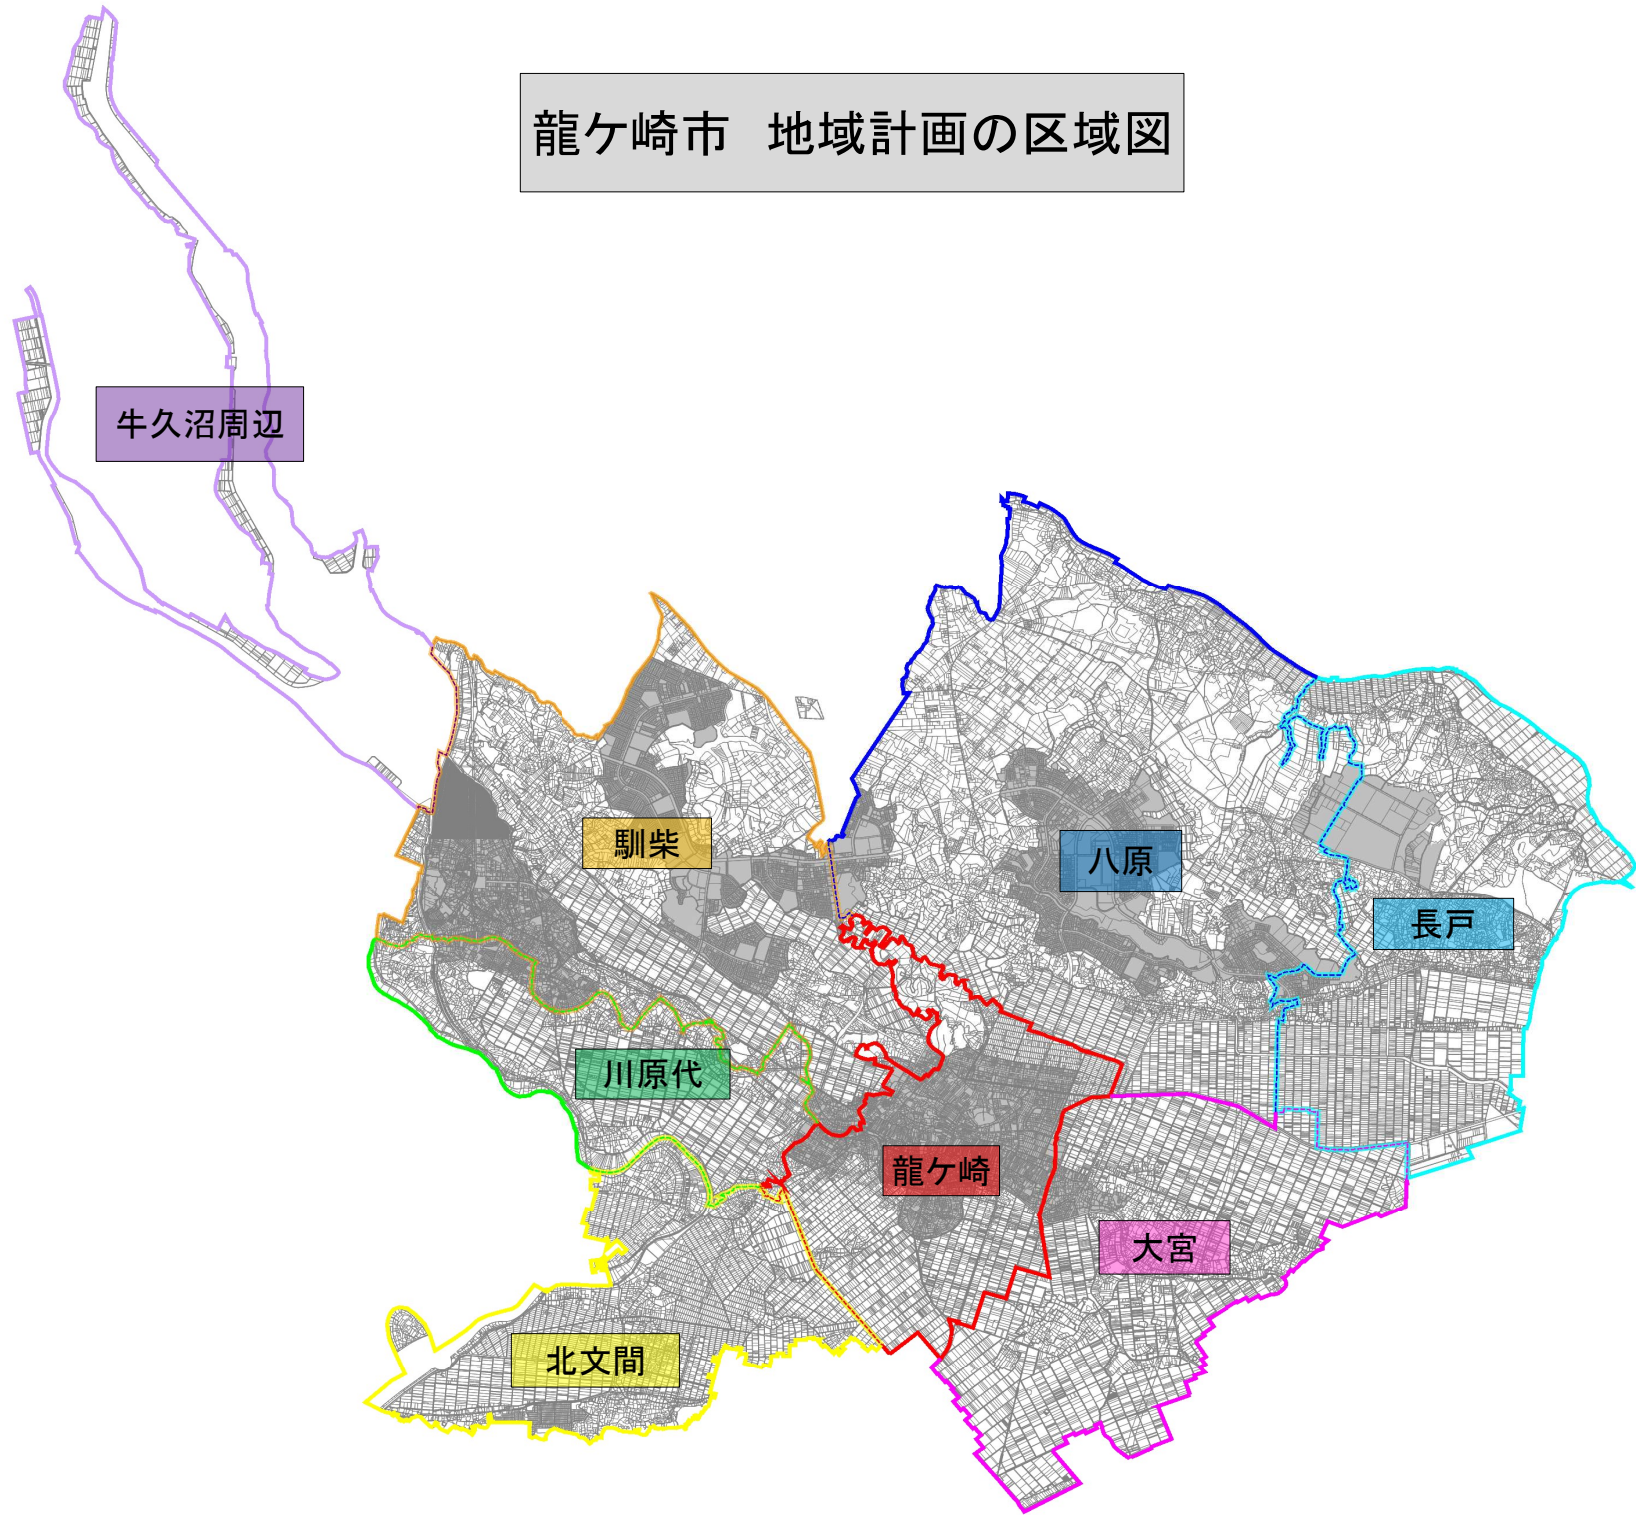 龍ケ崎市　地域計画の区域図
牛久沼周辺
馴柴
八原
長戸
川原代
龍ケ崎
大宮
北文間